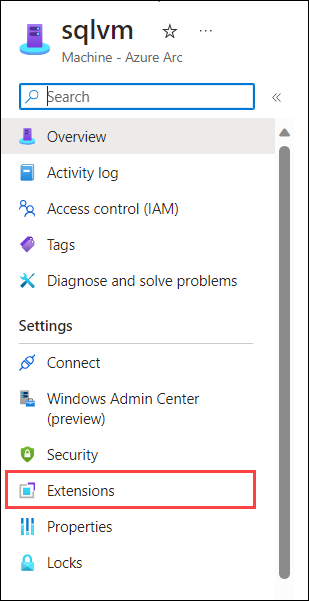 sqlvm
Machine - Azure Arc
Search
Overview
Activity log
Access control (IAM)
Tags
Diagnose and solve problems
Settings
Connect
Windows Admin Center
(preview)
Security
Extensions
Properties
Locks